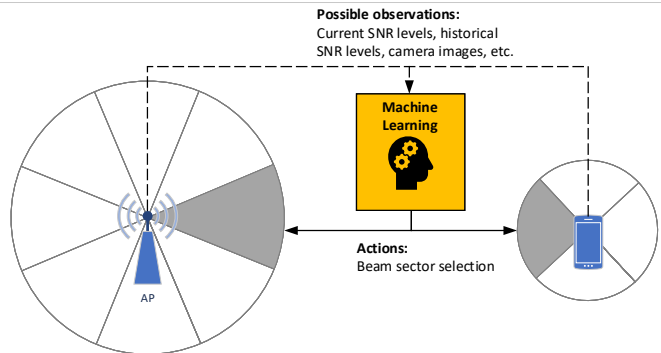 Possible observations:
Current SNR levels, historical
SNR levels, camera images, etc.
Machine
Learning
Actions:
Beam sector selection
AP